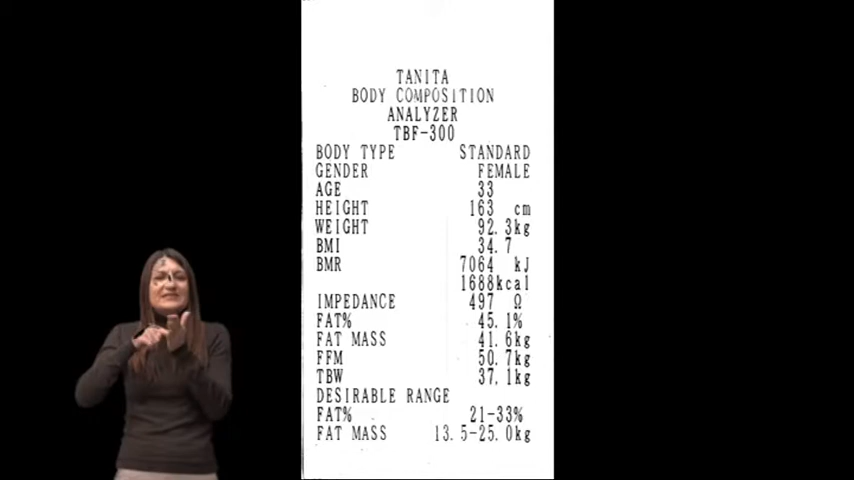 TANITA
BODY COMPOSITION
ANALYZER
TBF-300
BODY TYPE STANDARD
GENDER FEMALE
AGE 33
HEIGHT 163 cm
WEIGHT 92.3kg
BMI 34.7
BMR 7064 kJ
1688kcal
IMPEDANCE 497 Ω
FAT% 45.1%
FAT MASS 41.6kg
FFM 50.7kg
TBW 37.1kg
DESIRABLE RANGE
FAT% 21-33%
FAT MASS 13.5-25.0kg